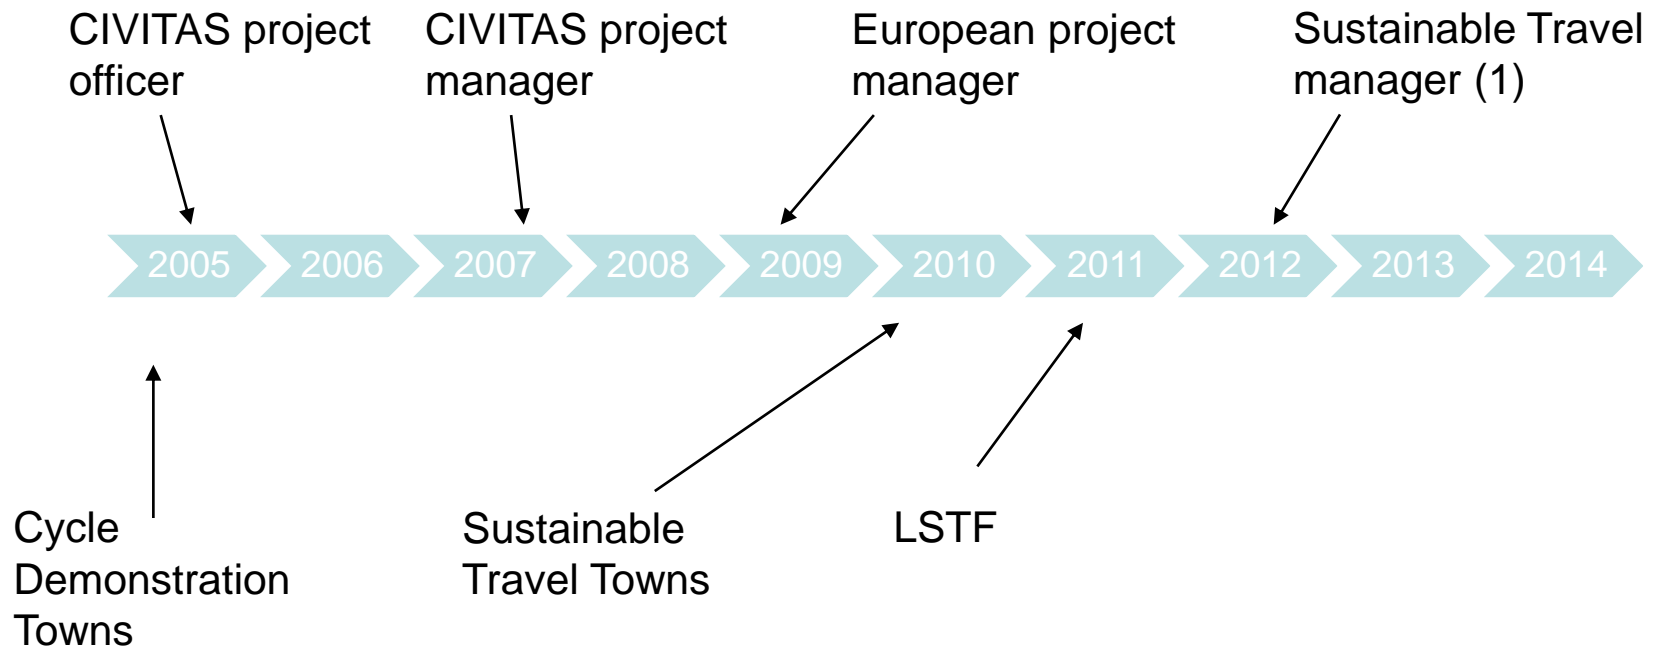 CIVITAS project
officer
CIVITAS project
manager
European project
manager
Sustainable Travel
manager (1)
2005
2006
2007
2008
2009
2010
2011
2012
2013
2014
Cycle
Demonstration
Towns
Sustainable
Travel Towns
LSTF